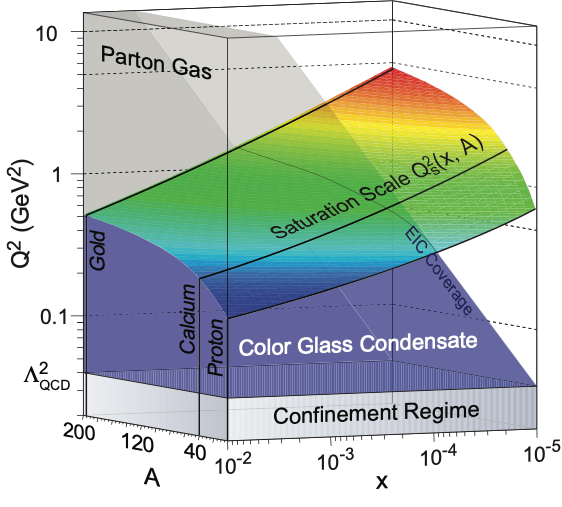 10
Parton Gas
Q² (GeV²)
1
Saturation Scale Q²s(x, A)
Gold
EIC Coverage
0.1
Calcium
Proton
Color Glass Condensate
Λ²QCD
Confinement Regime
200
120
40
A
10⁻²
10⁻³
10⁻⁴
10⁻⁵
x